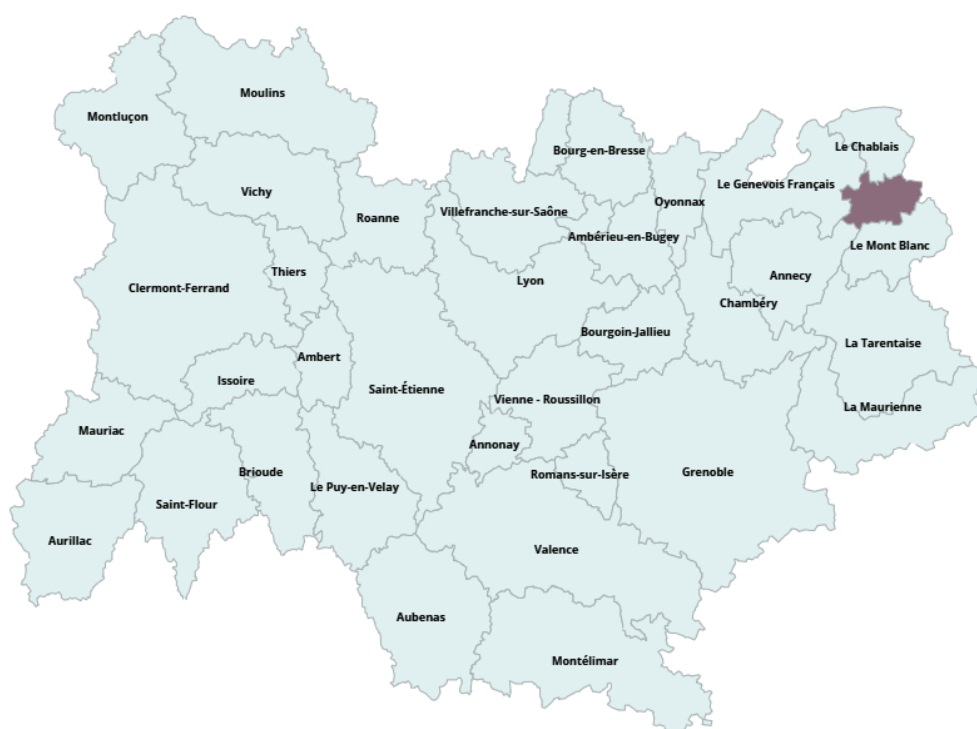 Moulins
Montluçon
Le Chablais
Bourg-en-Bresse
Le Genevois Français
Vichy
Oyonnax
Villefranche-sur-Saône
Roanne
Ambérieu-en-Bugey
Le Mont Blanc
Thiers
Annecy
Lyon
Clermont-Ferrand
Chambéry
Bourgoin-Jallieu
La Tarentaise
Ambert
Issoire
Saint-Étienne
Vienne - Roussillon
La Maurienne
Mauriac
Annonay
Brioude
Grenoble
Romans-sur-Isère
Le Puy-en-Velay
Saint-Flour
Aurillac
Valence
Aubenas
Montélimar